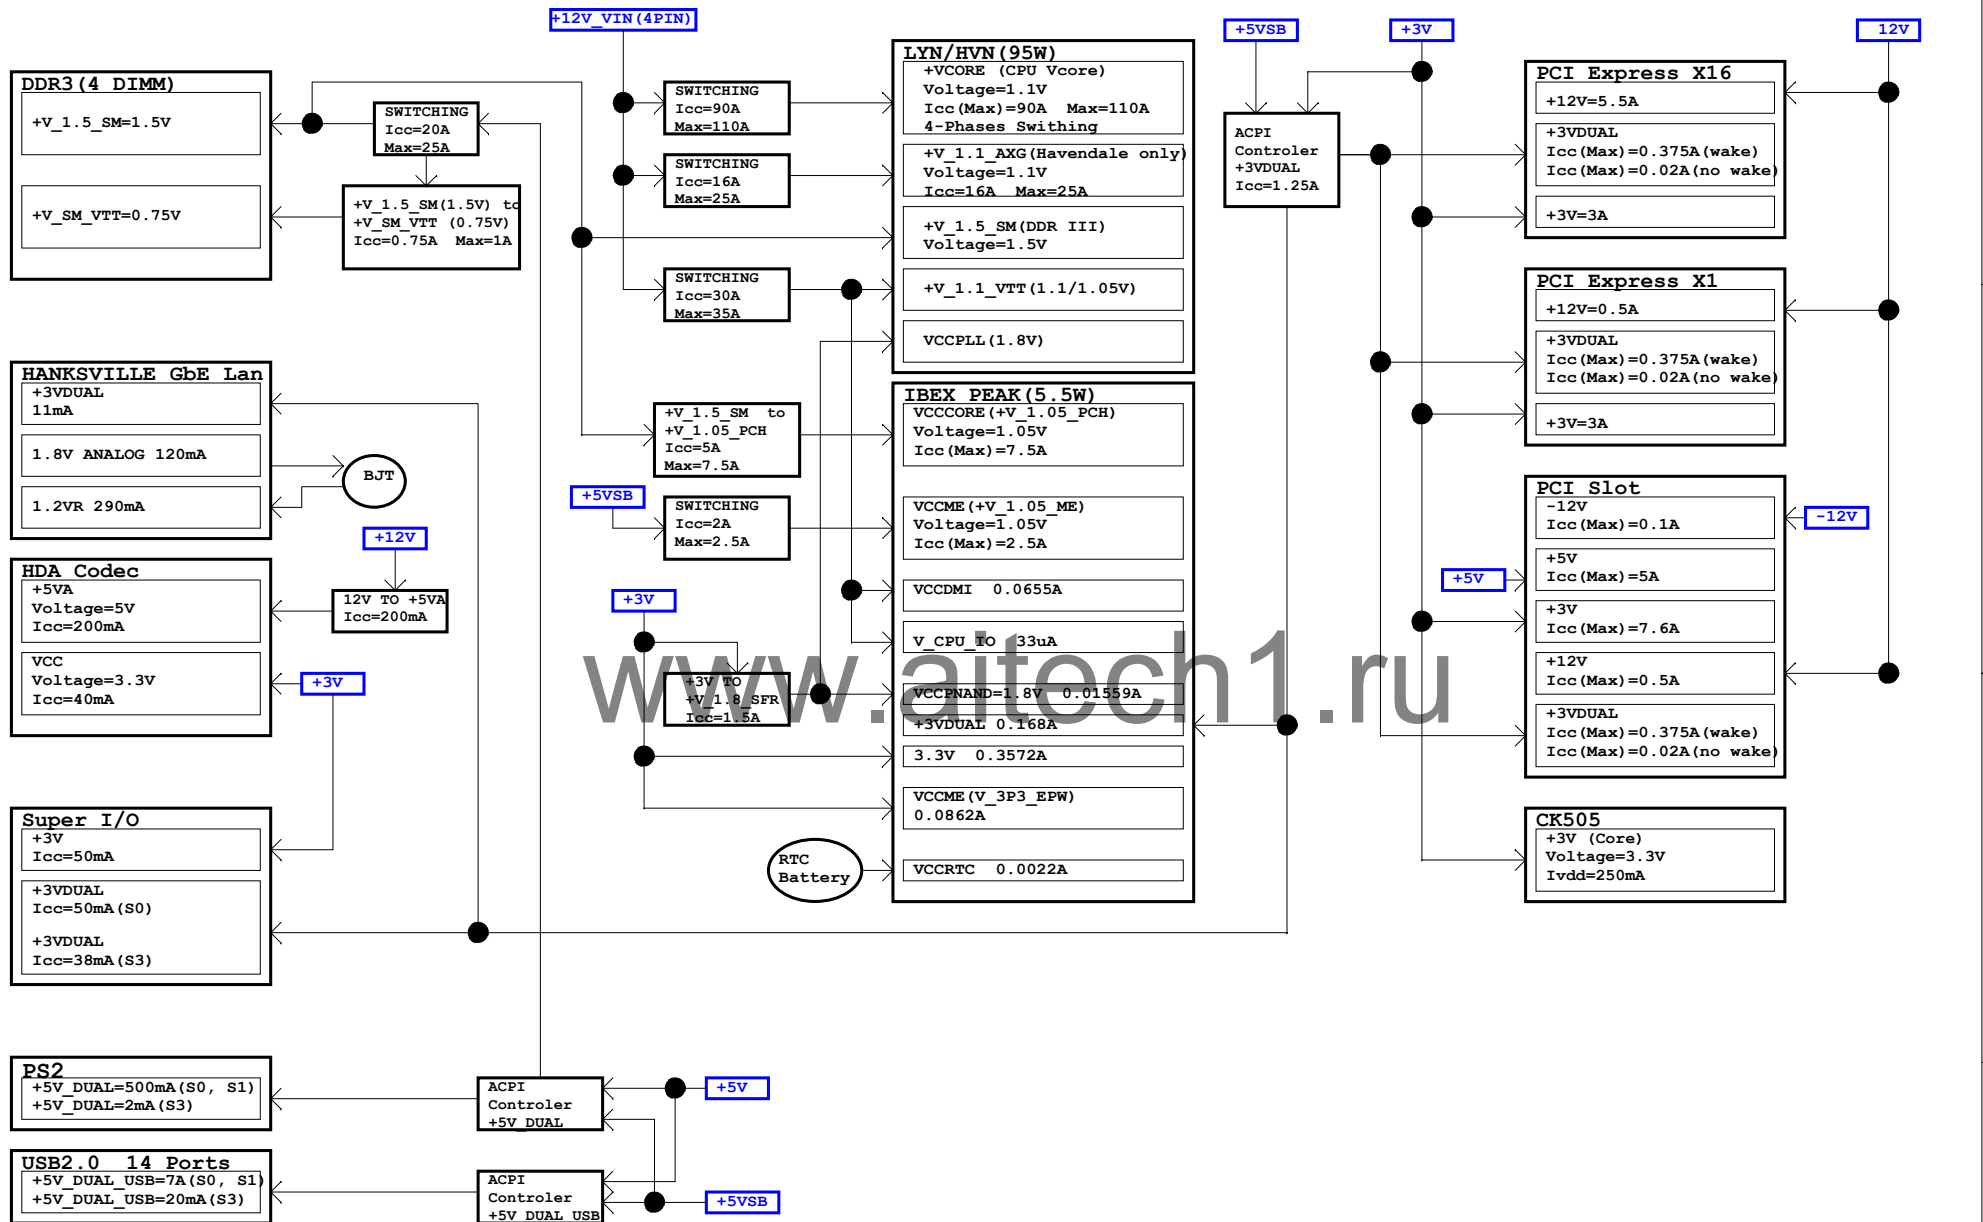 +12V_VIN(4PIN)
+5VSB
+3V
12V
DDR3(4 DIMM)
+V_1.5_SM=1.5V
+V_SM_VTT=0.75V
SWITCHING
Icc=20A
Max=25A
+V_1.5_SM(1.5V) to
+V_SM_VTT (0.75V)
Icc=0.75A Max=1A
SWITCHING
Icc=90A
Max=110A
SWITCHING
Icc=16A
Max=25A
SWITCHING
Icc=30A
Max=35A
LYN/HVN(95W)
+VCORE (CPU Vcore)
Voltage=1.1V
Icc(Max)=90A Max=110A
4-Phases Swithing
+V_1.1_AXG(Havendale only)
Voltage=1.1V
Icc=16A Max=25A
+V_1.5_SM(DDR III)
Voltage=1.5V
+V_1.1_VTT(1.1/1.05V)
VCCPLL(1.8V)
ACPI
Controler
+3VDUAL
Icc=1.25A
PCI Express X16
+12V=5.5A
+3VDUAL
Icc(Max)=0.375A(wake)
Icc(Max)=0.02A(no wake)
+3V=3A
PCI Express X1
+12V=0.5A
+3VDUAL
Icc(Max)=0.375A(wake)
Icc(Max)=0.02A(no wake)
+3V=3A
HANKSVILLE GbE Lan
+3VDUAL
11mA
1.8V ANALOG 120mA
1.2VR 290mA
BJT
+V_1.5_SM to
+V_1.05_PCH
Icc=5A
Max=7.5A
+5VSB
SWITCHING
Icc=2A
Max=2.5A
IBEX PEAK(5.5W)
VCCCORE(+V_1.05_PCH)
Voltage=1.05V
Icc(Max)=7.5A
VCCME(+V_1.05_ME)
Voltage=1.05V
Icc(Max)=2.5A
VCCDMI 0.0655A
V_CPU_IO 33uA
VCCPNAND=1.8V 0.01559A
+3VDUAL 0.168A
3.3V 0.3572A
VCCME(V_3P3_EPW)
0.0862A
VCCRTC 0.0022A
PCI Slot
-12V
Icc(Max)=0.1A
+5V
Icc(Max)=5A
+3V
Icc(Max)=7.6A
+12V
Icc(Max)=0.5A
+3VDUAL
Icc(Max)=0.375A(wake)
Icc(Max)=0.02A(no wake)
-12V
+5V
+12V
HDA Codec
+5VA
Voltage=5V
Icc=200mA
VCC
Voltage=3.3V
Icc=40mA
12V TO +5VA
Icc=200mA
+3V
+3V
+3V TO
+V_1.8_SFR
Icc=1.5A
www.aitech1.ru
Super I/O
+3V
Icc=50mA
+3VDUAL
Icc=50mA(S0)
+3VDUAL
Icc=38mA(S3)
RTC
Battery
CK505
+3V (Core)
Voltage=3.3V
Ivdd=250mA
PS2
+5V_DUAL=500mA(S0, S1)
+5V_DUAL=2mA(S3)
ACPI
Controler
+5V_DUAL
+5V
USB2.0 14 Ports
+5V_DUAL_USB=7A(S0, S1)
+5V_DUAL_USB=20mA(S3)
ACPI
Controler
+5V_DUAL_USB
+5VSB